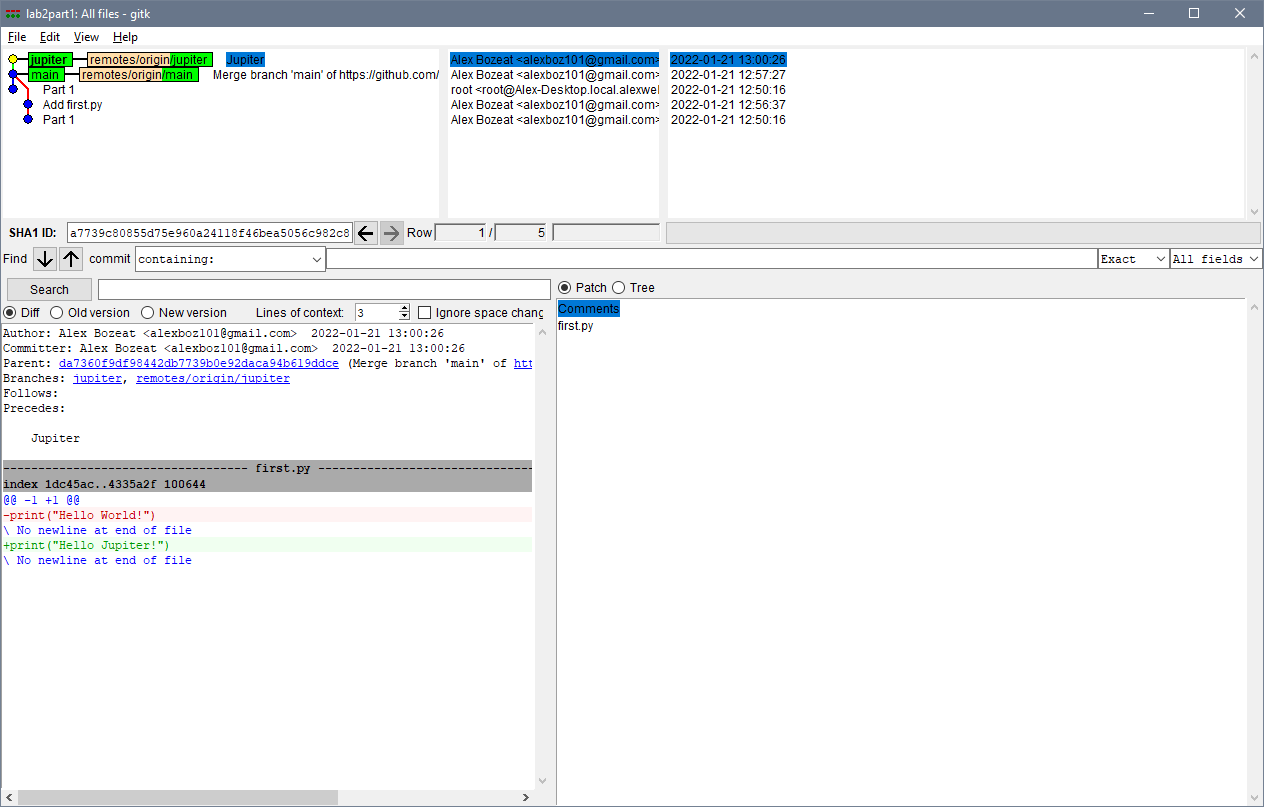 lab2part1: All files - gitk
File Edit View Help
jupiter remotes/origin/jupiter Jupiter Alex Bozeat <alexboz101@gmail.com> 2022-01-21 13:00:26
main remotes/origin/main Merge branch 'main' of https://github.com/ Alex Bozeat <alexboz101@gmail.com> 2022-01-21 12:57:27
Part 1 root <root@Alex-Desktop.local.alexwel 2022-01-21 12:50:16
Add first.py Alex Bozeat <alexboz101@gmail.com> 2022-01-21 12:56:37
Part 1 Alex Bozeat <alexboz101@gmail.com> 2022-01-21 12:50:16
SHA1 ID: a7739c80855d75e960a24118f46bea5056c982c8 Row 1 / 5
Find commit containing: Exact All fields
Search
Patch Tree
Diff Old version New version Lines of context: 3 Ignore space chang
Comments
first.py
Author: Alex Bozeat <alexboz101@gmail.com> 2022-01-21 13:00:26
Committer: Alex Bozeat <alexboz101@gmail.com> 2022-01-21 13:00:26
Parent: da7360f9df98442db7739b0e92daca94b619ddce (Merge branch 'main' of htt
Branches: jupiter, remotes/origin/jupiter
Follows:
Precedes:
Jupiter
----------------------------------- first.py -------------------------------
index 1dc45ac..4335a2f 100644
@@ -1 +1 @@
-print("Hello World!")
\ No newline at end of file
+print("Hello Jupiter!")
\ No newline at end of file